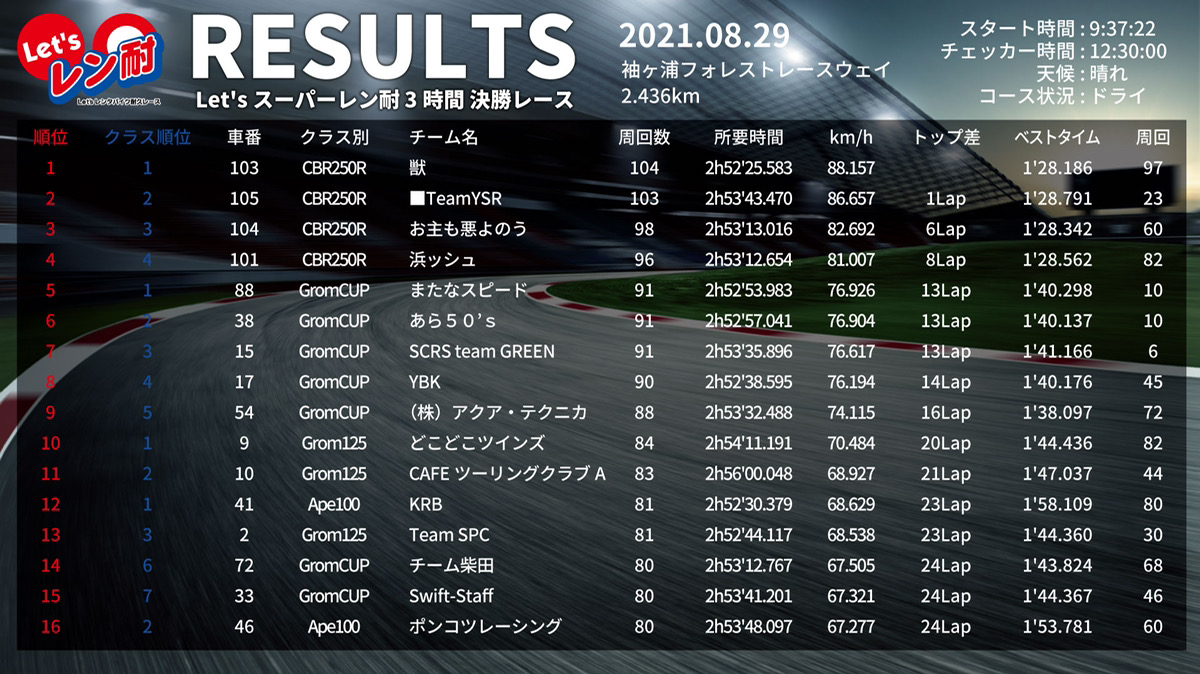 Let's
レン耐
Let's レンタバイク耐久レース
RESULTS
Let's スーパーレン耐 3 時間 決勝レース
2021.08.29
袖ヶ浦フォレストレースウェイ
2.436km
スタート時間 : 9:37:22
チェッカー時間 : 12:30:00
天候 : 晴れ
コース状況 : ドライ
順位 クラス順位 車番 クラス別 チーム名 周回数 所要時間 km/h トップ差 ベストタイム 周回
1 1 103 CBR250R 獣 104 2h52'25.583 88.157 1'28.186 97
2 2 105 CBR250R ■TeamYSR 103 2h53'43.470 86.657 1Lap 1'28.791 23
3 3 104 CBR250R お主も悪よのう 98 2h53'13.016 82.692 6Lap 1'28.342 60
4 4 101 CBR250R 浜ッシュ 96 2h53'12.654 81.007 8Lap 1'28.562 82
5 1 88 GromCUP またなスピード 91 2h52'53.983 76.926 13Lap 1'40.298 10
6 2 38 GromCUP あら５０’ｓ 91 2h52'57.041 76.904 13Lap 1'40.137 10
7 3 15 GromCUP SCRS team GREEN 91 2h53'35.896 76.617 13Lap 1'41.166 6
8 4 17 GromCUP YBK 90 2h52'38.595 76.194 14Lap 1'40.176 45
9 5 54 GromCUP （株）アクア・テクニカ 88 2h53'32.488 74.115 16Lap 1'38.097 72
10 1 9 Grom125 どこどこツインズ 84 2h54'11.191 70.484 20Lap 1'44.436 82
11 2 10 Grom125 CAFE ツーリングクラブ A 83 2h56'00.048 68.927 21Lap 1'47.037 44
12 1 41 Ape100 KRB 81 2h52'30.379 68.629 23Lap 1'58.109 80
13 3 2 Grom125 Team SPC 81 2h52'44.117 68.538 23Lap 1'44.360 30
14 6 72 GromCUP チーム柴田 80 2h53'12.767 67.505 24Lap 1'43.824 68
15 7 33 GromCUP Swift-Staff 80 2h53'41.201 67.321 24Lap 1'44.367 46
16 2 46 Ape100 ポンコツレーシング 80 2h53'48.097 67.277 24Lap 1'53.781 60